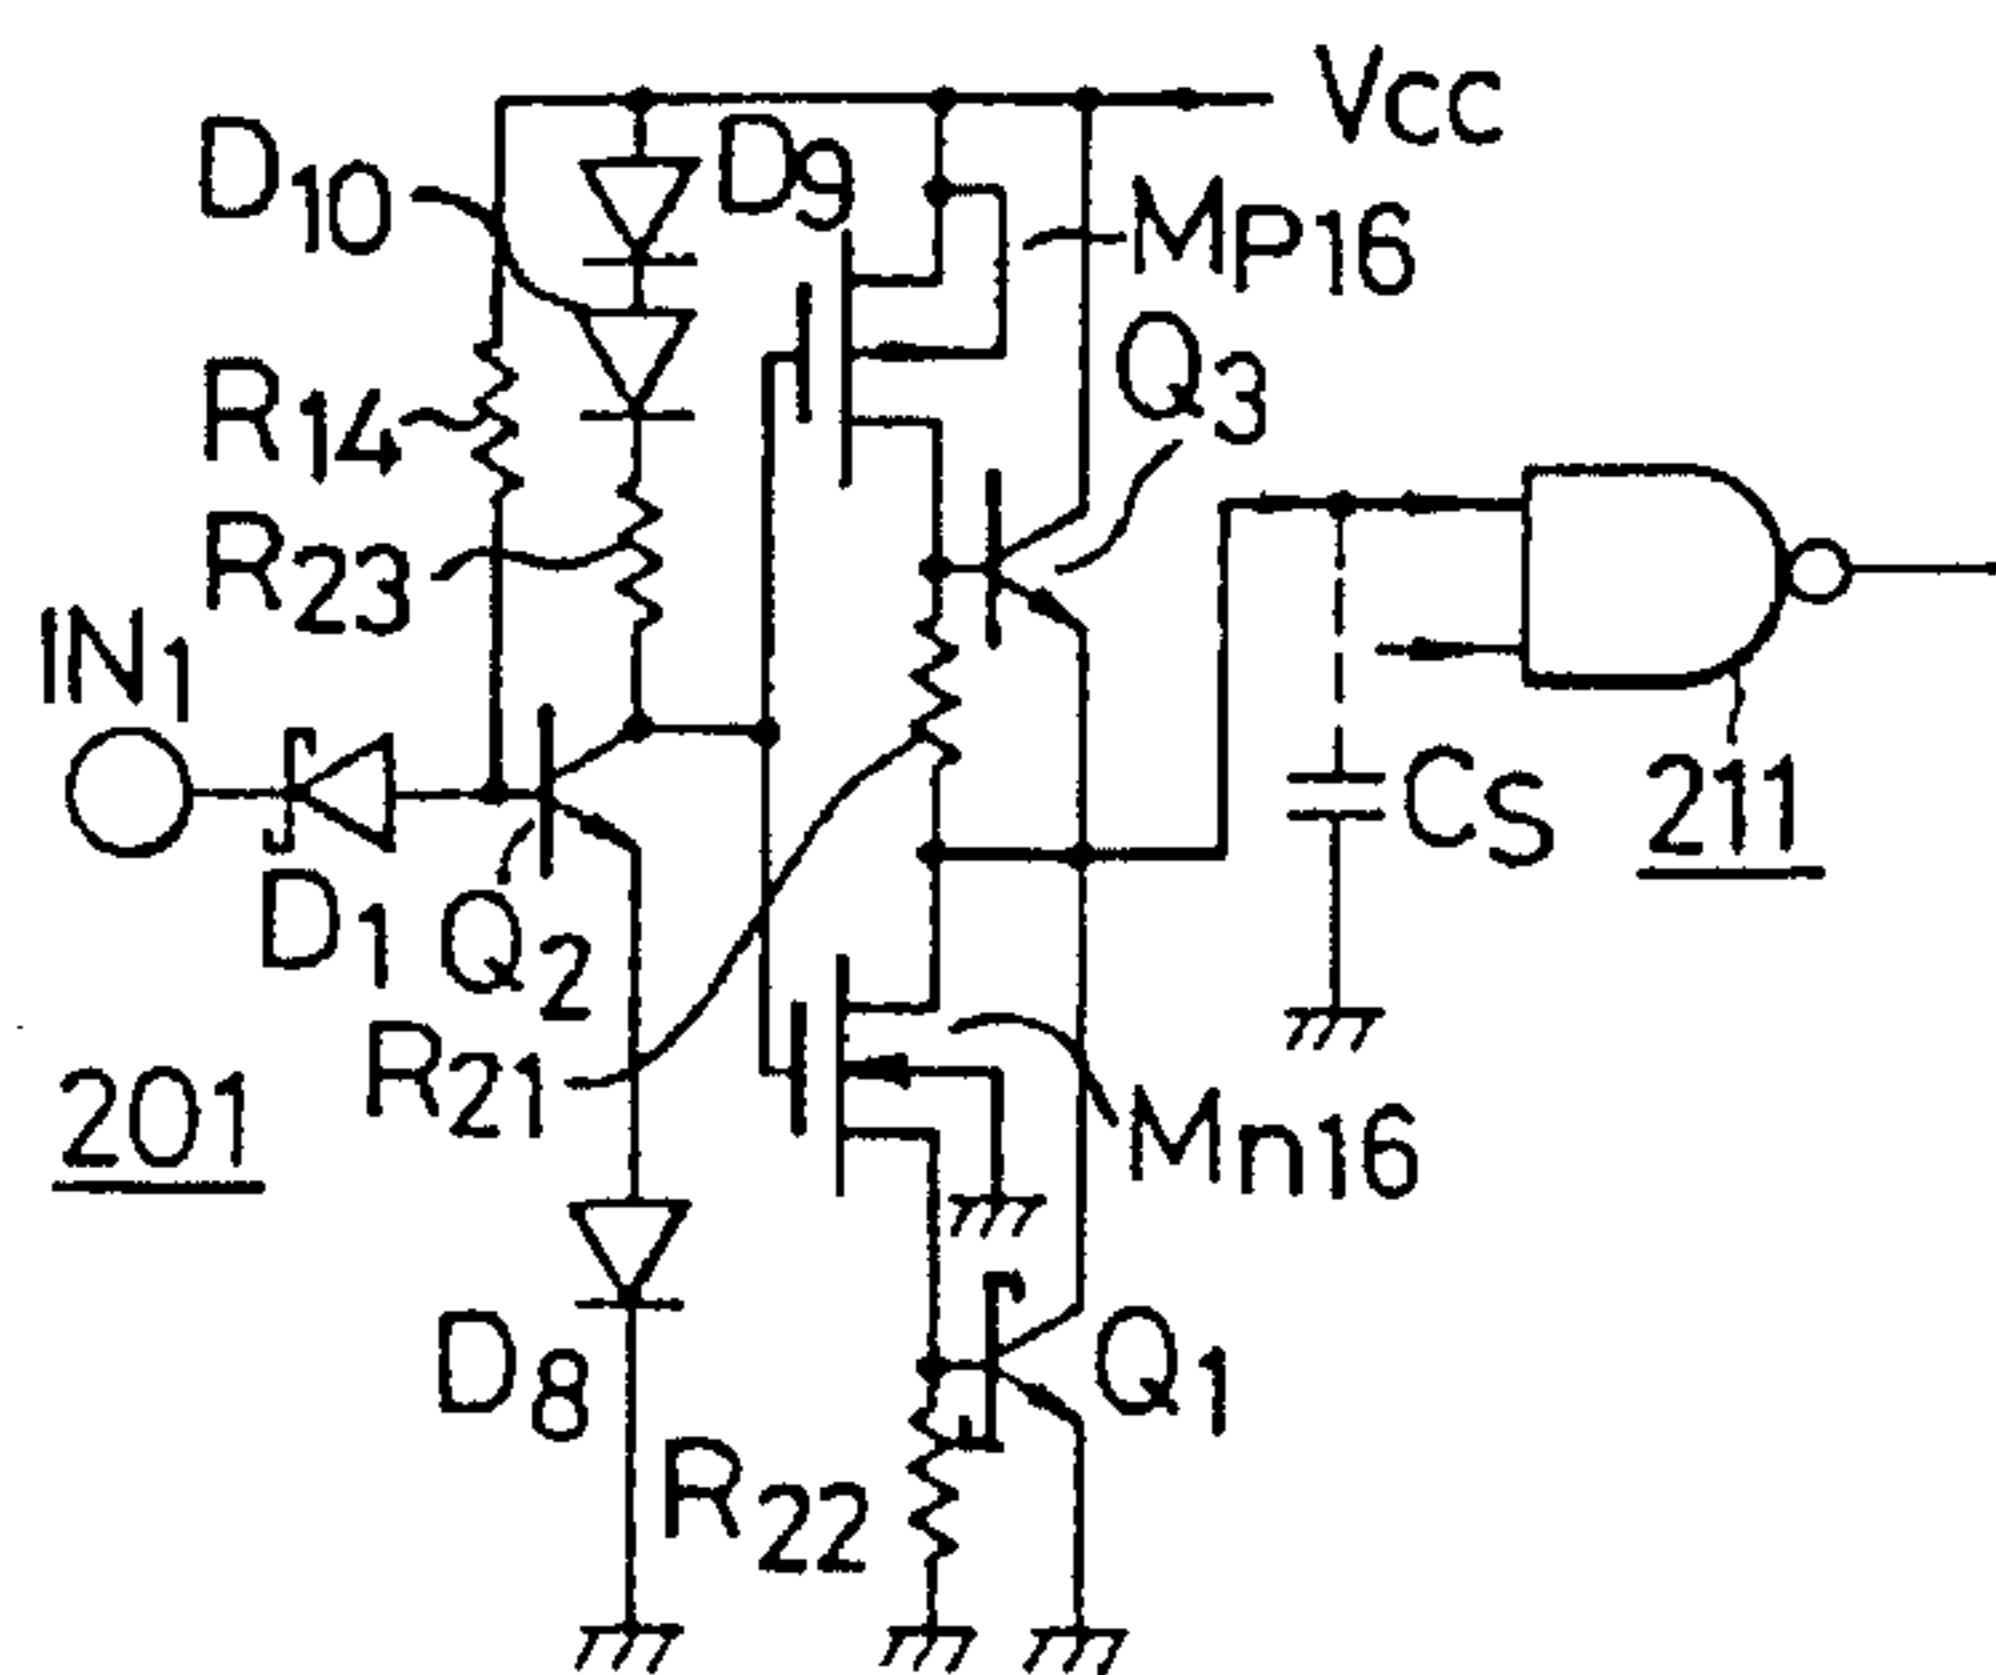 VCC
D10
D9
MP16
R14
Q3
R23
IN1
CS
211
D1
Q2
R21
201
Mn16
D8
Q1
R22